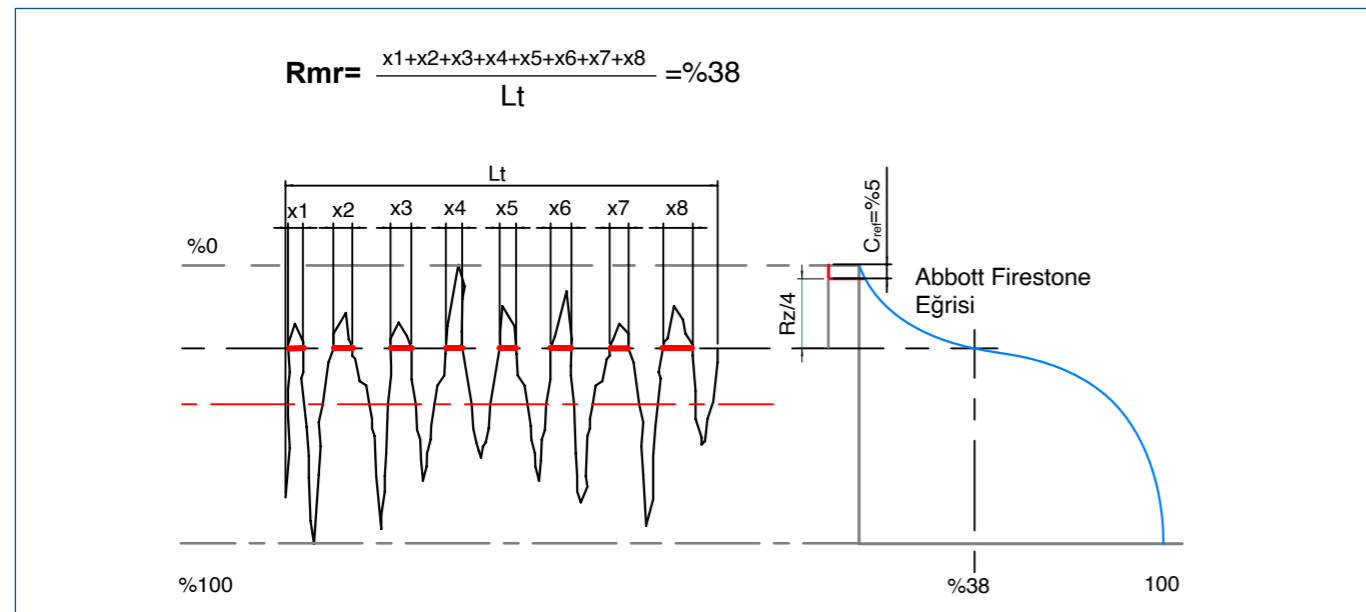 x1+x2+x3+x4+x5+x6+x7+x8
Rmr= =%38
Lt
Lt
x1 x2 x3 x4 x5 x6 x7 x8
Cref=%5
%0
Abbott Firestone
Eğrisi
Rz/4
%100 %38 100